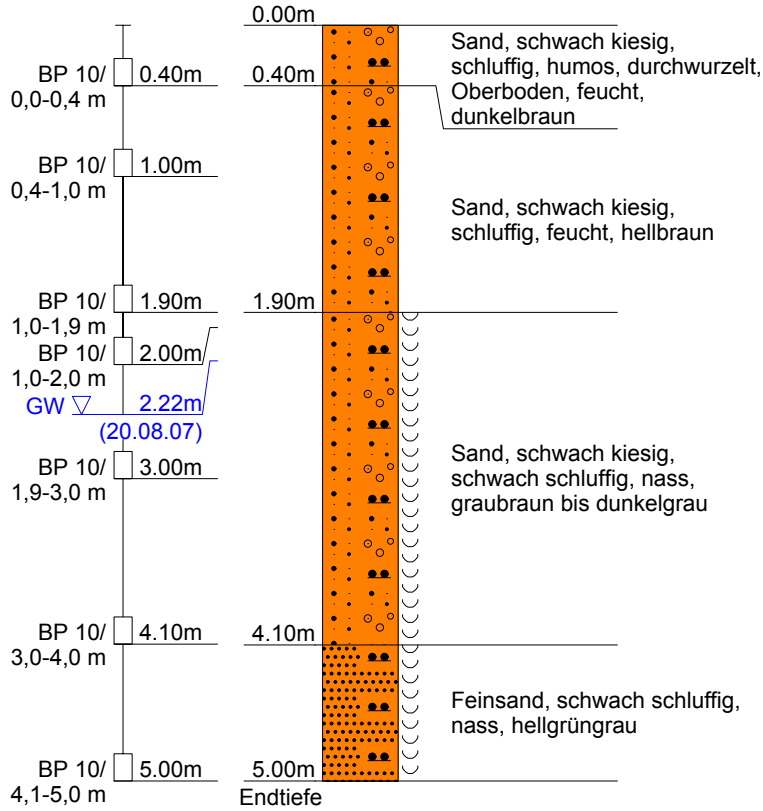 0.00m
Sand, schwach kiesig,
schluffig, humos, durchwurzelt,
Oberboden, feucht,
dunkelbraun
BP 10/ 0.40m
0,0-0,4 m
0.40m
BP 10/ 1.00m
0,4-1,0 m
Sand, schwach kiesig,
schluffig, feucht, hellbraun
BP 10/ 1.90m
1,0-1,9 m
1.90m
BP 10/ 2.00m
1,0-2,0 m
GW 2.22m
(20.08.07)
BP 10/ 3.00m
1,9-3,0 m
Sand, schwach kiesig,
schwach schluffig, nass,
graubraun bis dunkelgrau
BP 10/ 4.10m
3,0-4,0 m
4.10m
Feinsand, schwach schluffig,
nass, hellgrüngrau
BP 10/ 5.00m
4,1-5,0 m
5.00m
Endtiefe